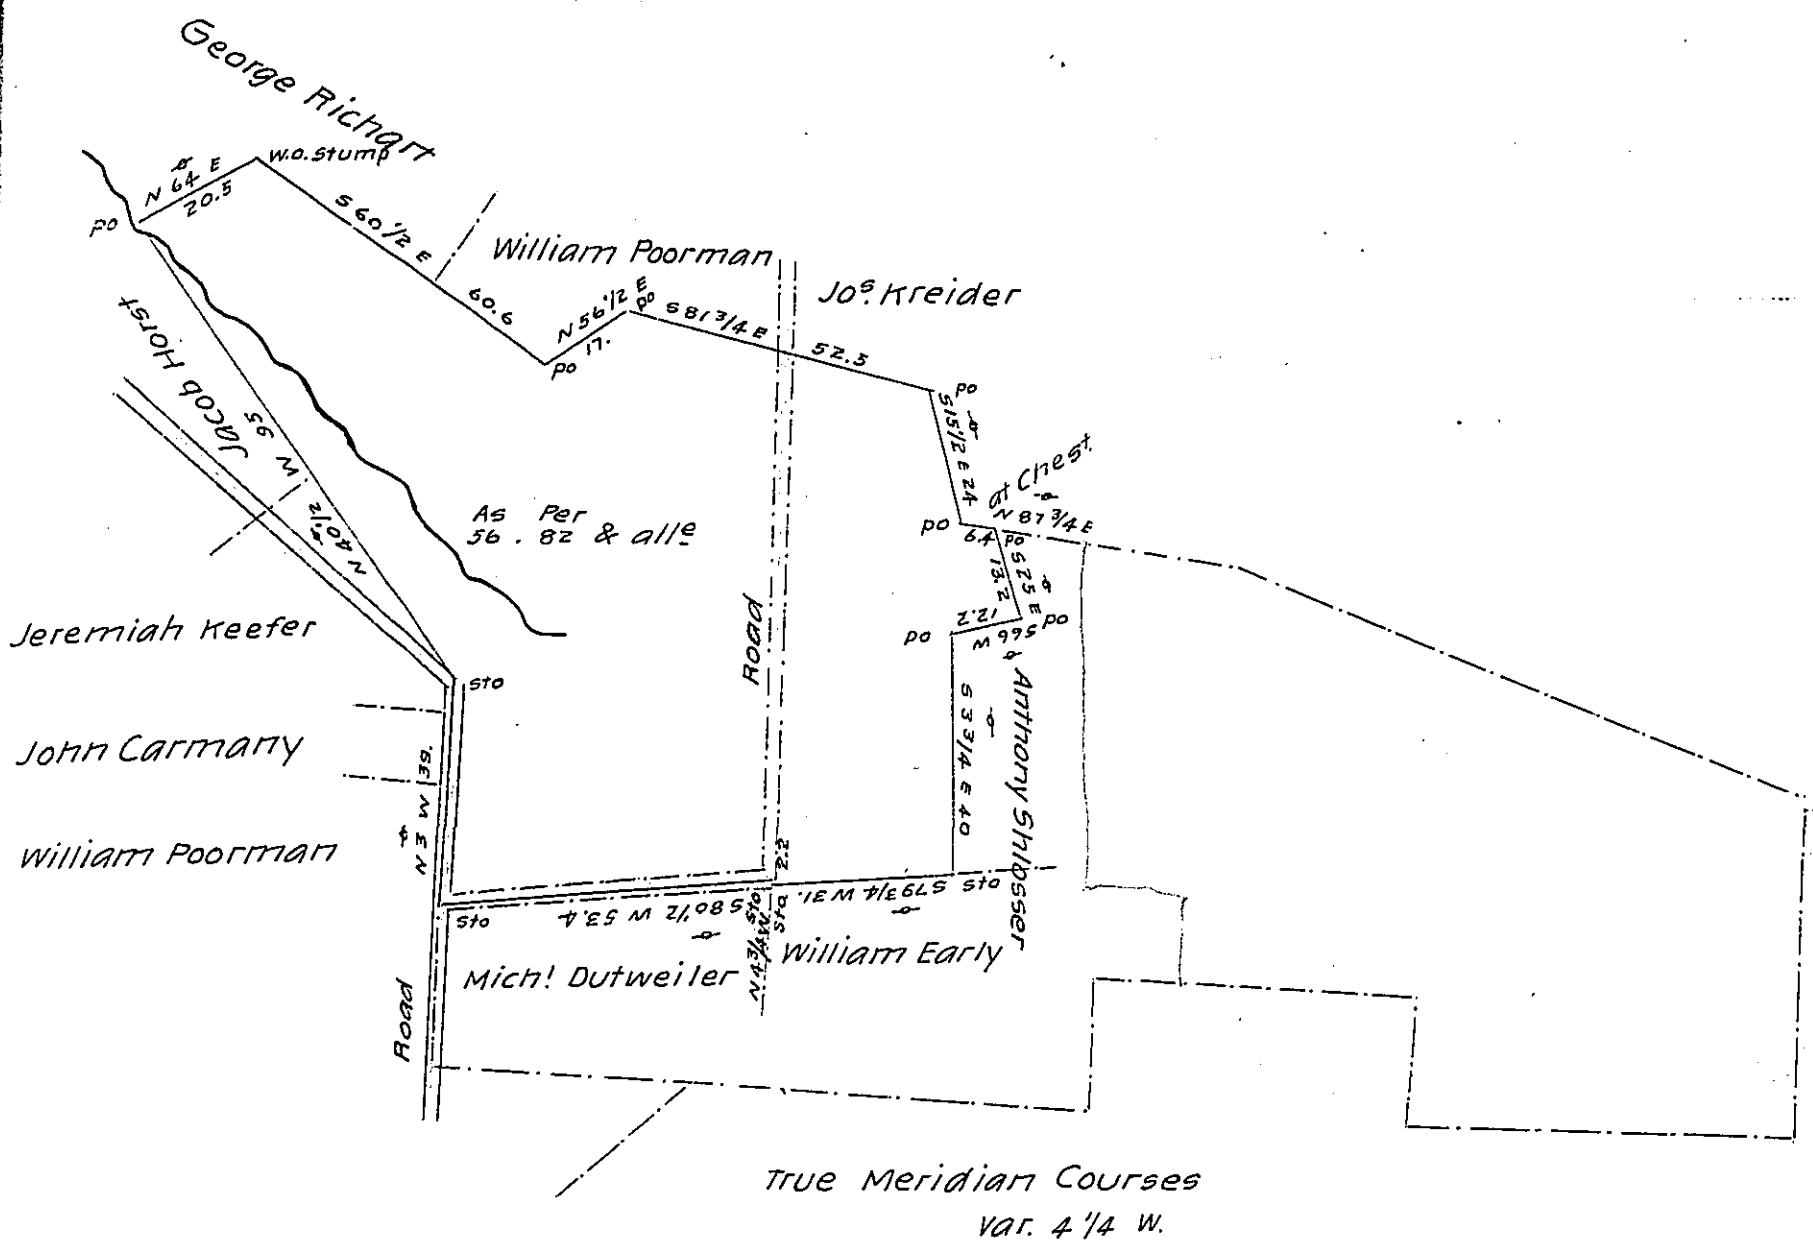 George Richart
W.O. Stump
N 64 E
20.5
Po
S 60 1/2 E
60.6
William Poorman
N 56 1/2 E
17.
Po
Po
S 81 3/4 E
52.5
Jos. Kreider
Po
S 15 1/2 E 24
at Chest.
N 87 3/4 E
Po
6.4
Po
S 25 E
13.2
Po
S 66 W
12.2
Po
Jacob Horst
N 40 1/2 W 95
As Per
56 . 82 & alle
Jeremiah Keefer
Sto
John Carmany
William Poorman
N 3 W 39.
Road
Anthony Shlosser
S 3 3/4 E 40
Sto
S 79 3/4 W 31.
2.2
Sto
Sto
N 4 3/4 W
S 80 1/2 W 53.4
Sto
William Early
Mich! Dutweiler
Road
True Meridian Courses
Var. 4 1/4 W.